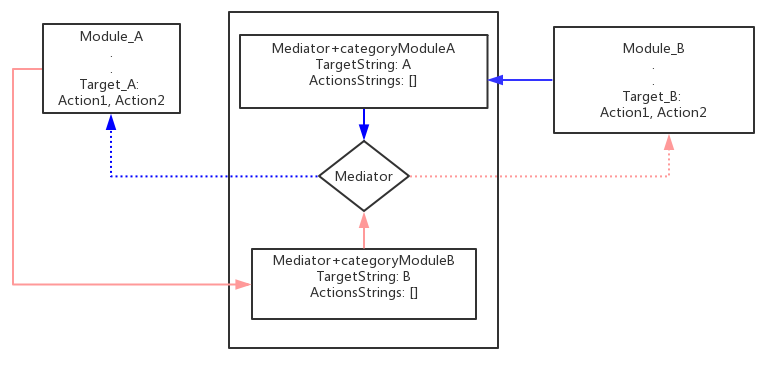 Module_A
.
.
Target_A:
Action1, Action2
Mediator+categoryModuleA
TargetString: A
ActionsStrings: []
Module_B
.
.
Target_B:
Action1, Action2
Mediator
Mediator+categoryModuleB
TargetString: B
ActionsStrings: []